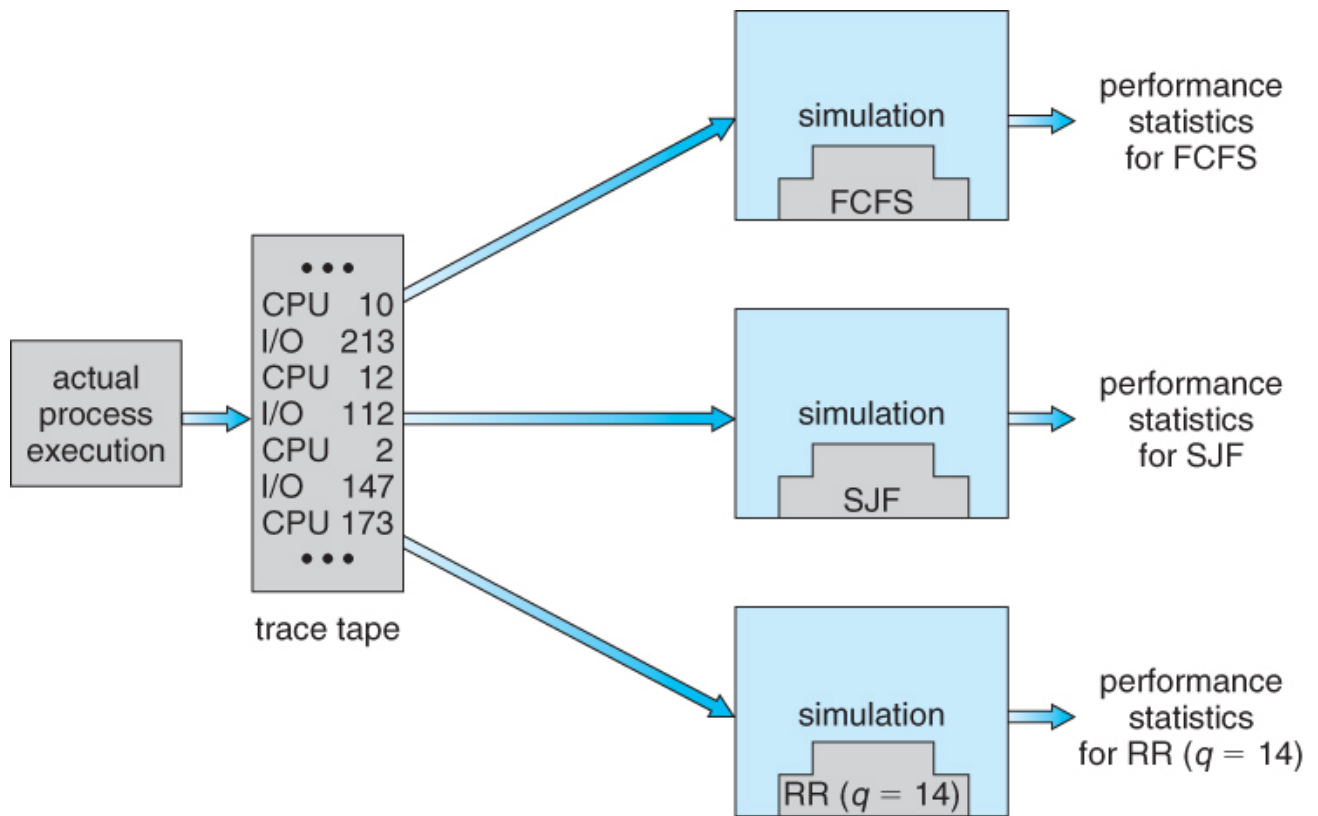 actual
process
execution
• • •
CPU 10
I/O 213
CPU 12
I/O 112
CPU 2
I/O 147
CPU 173
• • •
trace tape
simulation
FCFS
performance
statistics
for FCFS
simulation
SJF
performance
statistics
for SJF
simulation
RR (q = 14)
performance
statistics
for RR (q = 14)